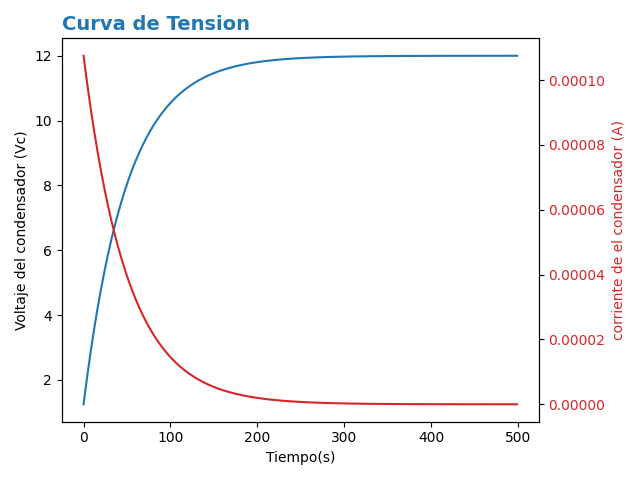 Curva de Tension
Voltaje del condensador (Vc)
12
10
8
6
4
2
0.00010
0.00008
0.00006
0.00004
0.00002
0.00000
corriente de el condensador (A)
0 100 200 300 400 500
Tiempo(s)